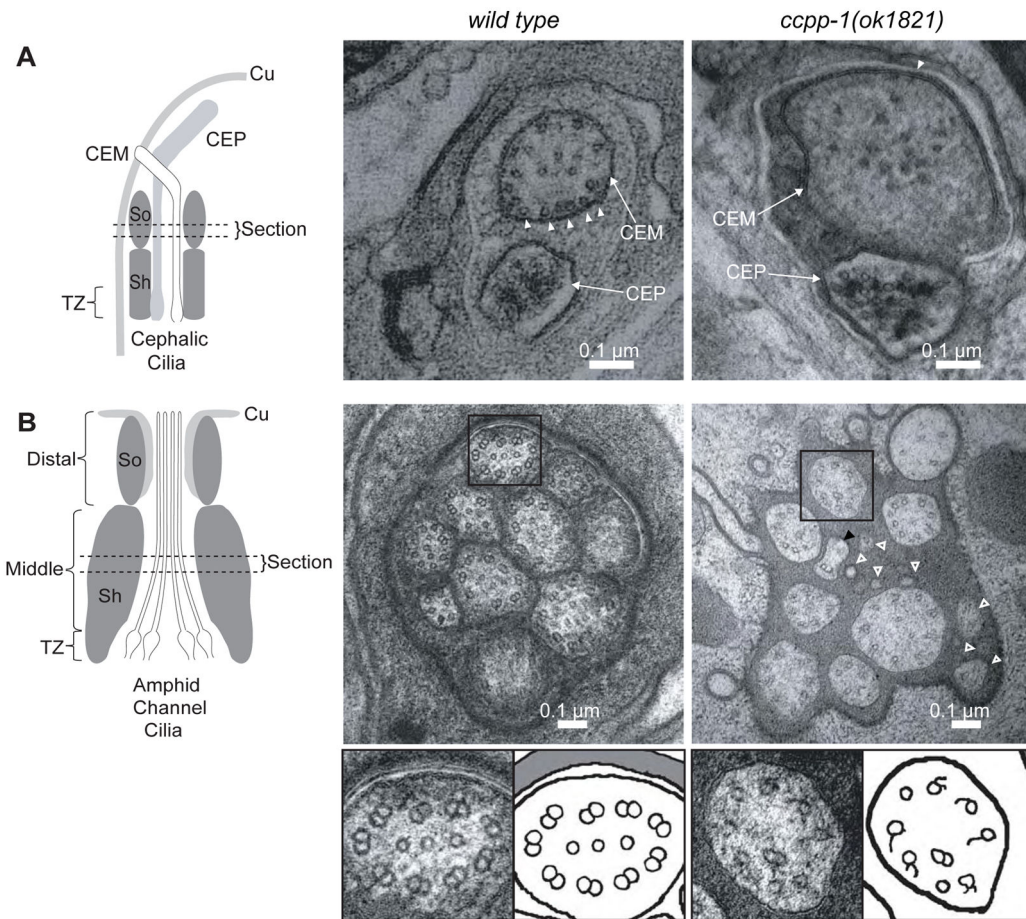 wild type
ccpp-1(ok1821)
A
Cu
CEP
CEM
So
}Section
Sh
TZ
Cephalic
Cilia
CEM
CEP
0.1 µm
CEM
CEP
0.1 µm
B
Cu
Distal
So
Middle
}Section
Sh
TZ
Amphid
Channel
Cilia
0.1 µm
0.1 µm